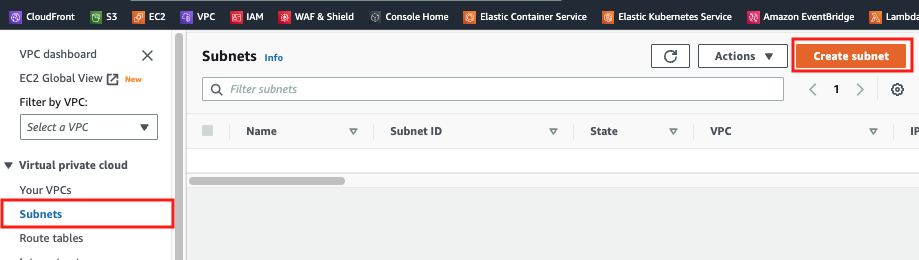 CloudFront S3 EC2 VPC IAM WAF & Shield Console Home Elastic Container Service Elastic Kubernetes Service Amazon EventBridge Lambda
VPC dashboard
EC2 Global View New
Filter by VPC:
Select a VPC
Virtual private cloud
Your VPCs
Subnets
Route tables
Subnets Info
Actions
Create subnet
Filter subnets
1
Name Subnet ID State VPC